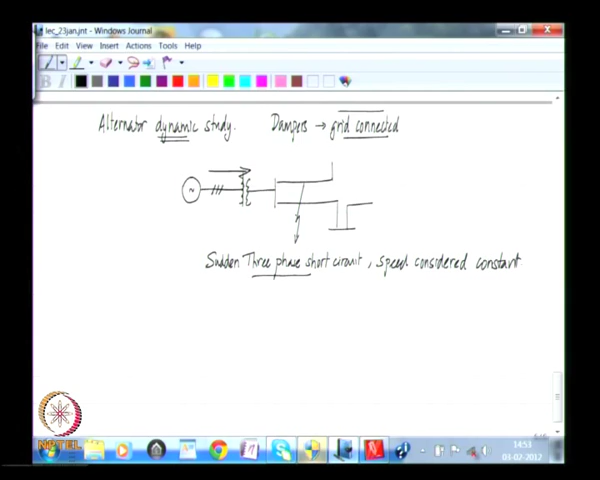 lec_23jan.jnt - Windows Journal
File Edit View Insert Actions Tools Help
Alternator dynamic study. Dampers → grid connected
~
Sudden Three phase short circuit, speed considered constant.
NPTEL
14:53
03-02-2012